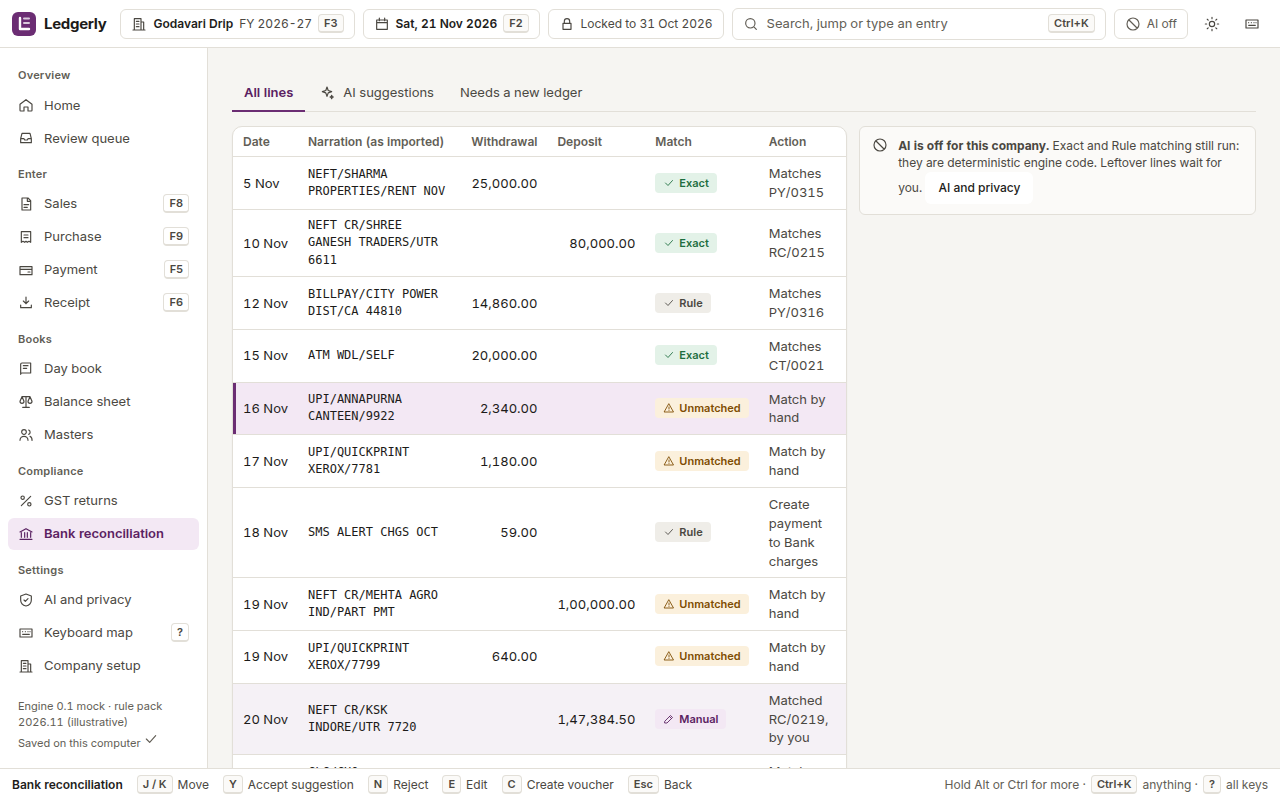 Ledgerly
Godavari Drip FY 2026-27 F3
Sat, 21 Nov 2026 F2
Locked to 31 Oct 2026
Search, jump or type an entry Ctrl+K
AI off
Overview
Home
Review queue
Enter
Sales F8
Purchase F9
Payment F5
Receipt F6
Books
Day book
Balance sheet
Masters
Compliance
GST returns
Bank reconciliation
Settings
AI and privacy
Keyboard map ?
Company setup
Engine 0.1 mock · rule pack
2026.11 (illustrative)
Saved on this computer
All lines AI suggestions Needs a new ledger
Date Narration (as imported) Withdrawal Deposit Match Action
5 Nov NEFT/SHARMA PROPERTIES/RENT NOV 25,000.00 Exact Matches PY/0315
10 Nov NEFT CR/SHREE GANESH TRADERS/UTR 6611 80,000.00 Exact Matches RC/0215
12 Nov BILLPAY/CITY POWER DIST/CA 44810 14,860.00 Rule Matches PY/0316
15 Nov ATM WDL/SELF 20,000.00 Exact Matches CT/0021
16 Nov UPI/ANNAPURNA CANTEEN/9922 2,340.00 Unmatched Match by hand
17 Nov UPI/QUICKPRINT XEROX/7781 1,180.00 Unmatched Match by hand
18 Nov SMS ALERT CHGS OCT 59.00 Rule Create payment to Bank charges
19 Nov NEFT CR/MEHTA AGRO IND/PART PMT 1,00,000.00 Unmatched Match by hand
19 Nov UPI/QUICKPRINT XEROX/7799 640.00 Unmatched Match by hand
20 Nov NEFT CR/KSK INDORE/UTR 7720 1,47,384.50 Manual Matched RC/0219, by you
AI is off for this company. Exact and Rule matching still run:
they are deterministic engine code. Leftover lines wait for
you. AI and privacy
Bank reconciliation J / K Move Y Accept suggestion N Reject E Edit C Create voucher Esc Back
Hold Alt or Ctrl for more · Ctrl+K anything · ? all keys